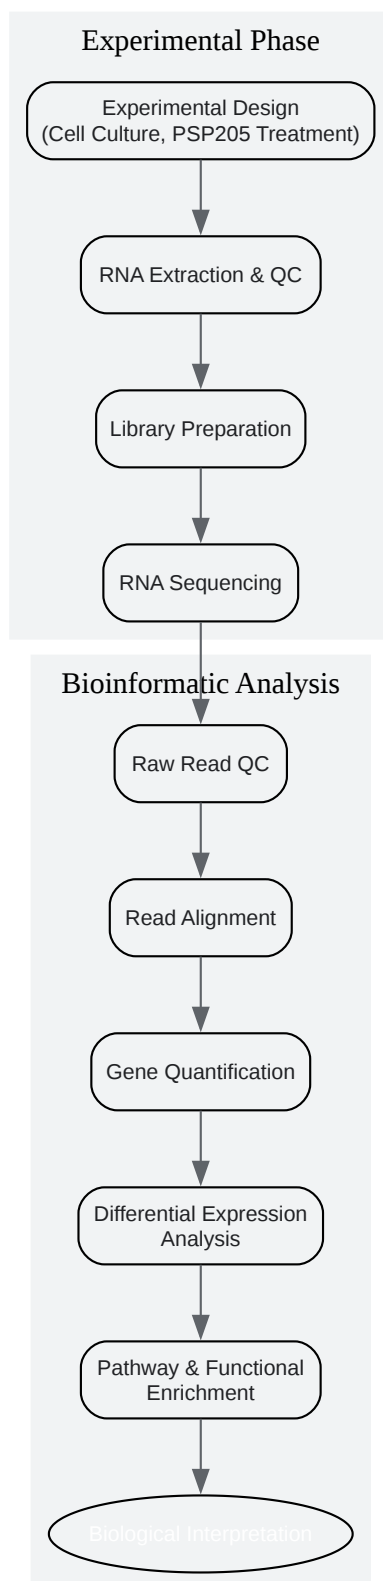 Experimental Phase
Experimental Design
(Cell Culture, PSP205 Treatment)
RNA Extraction & QC
Library Preparation
RNA Sequencing
Bioinformatic Analysis
Raw Read QC
Read Alignment
Gene Quantification
Differential Expression
Analysis
Pathway & Functional
Enrichment
Biological Interpretation